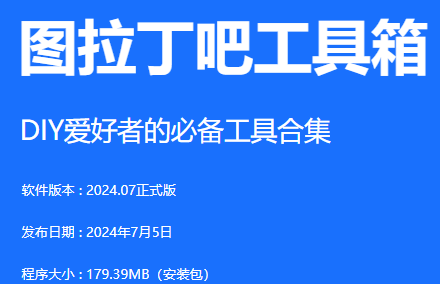 图拉丁吧工具箱
DIY爱好者的必备工具合集
软件版本 : 2024.07正式版
发布日期 : 2024年7月5日
程序大小 : 179.39MB（安装包）